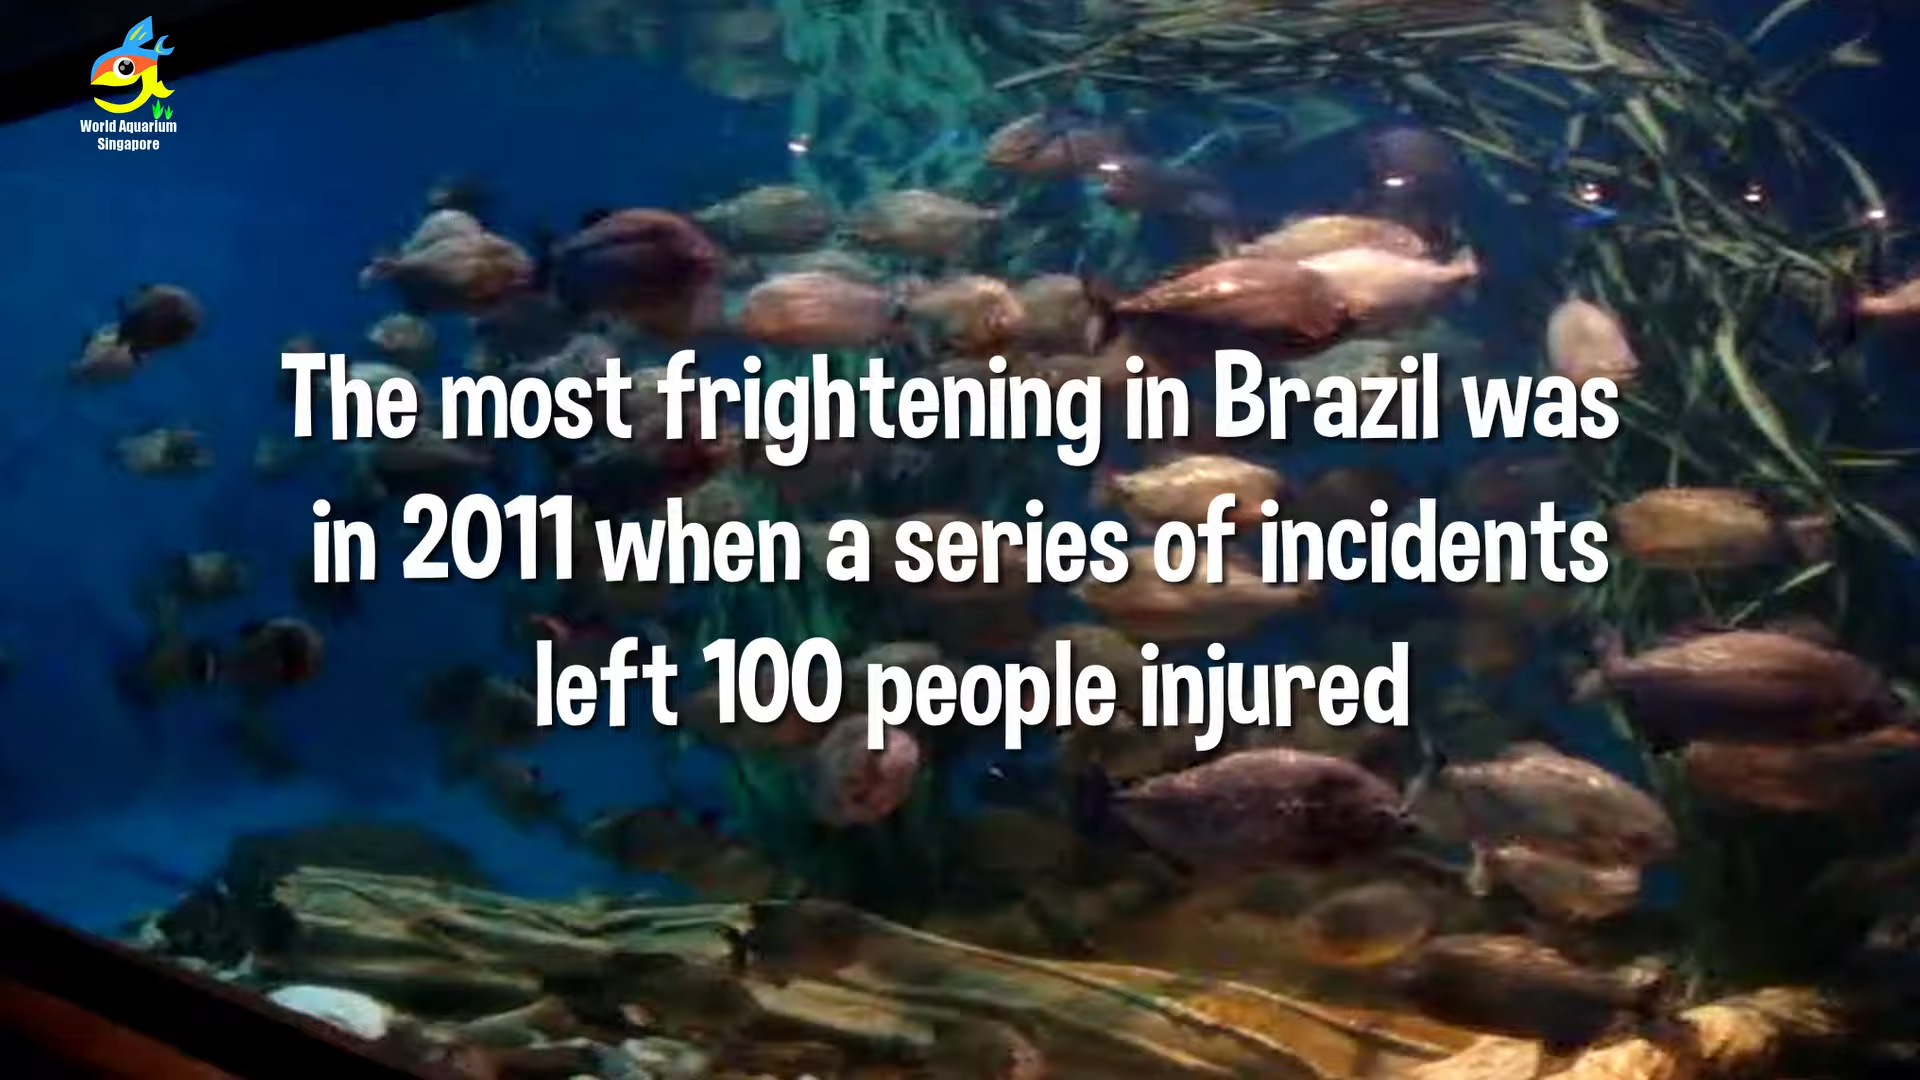 World Aquarium
Singapore
The most frightening in Brazil was
in 2011 when a series of incidents
left 100 people injured